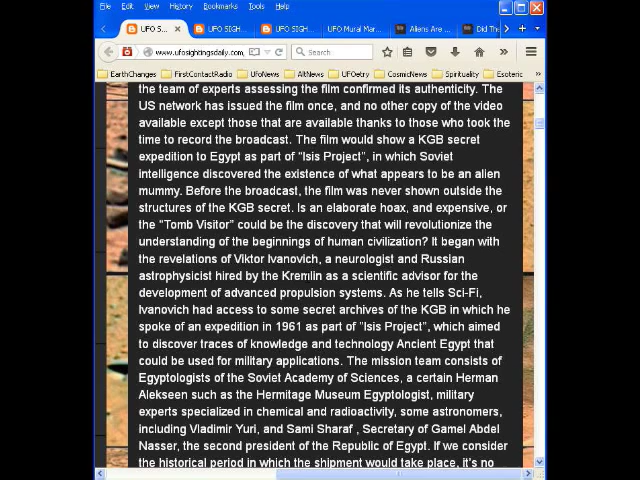 File Edit View History Bookmarks Tools Help
UFO S... UFO SIGH UFO SIGH UFO Mural Mar... Aliens Are Did The
www.ufosightingsdaily.com, Search
EarthChanges FirstContactRadio UfoNews AltNews UFOetry CosmicNews Spirituality Esoteric
the team of experts assessing the film confirmed its authenticity. The
US network has issued the film once, and no other copy of the video
available except those that are available thanks to those who took the
time to record the broadcast. The film would show a KGB secret
expedition to Egypt as part of "Isis Project", in which Soviet
intelligence discovered the existence of what appears to be an alien
mummy. Before the broadcast, the film was never shown outside the
structures of the KGB secret. Is an elaborate hoax, and expensive, or
the "Tomb Visitor" could be the discovery that will revolutionize the
understanding of the beginnings of human civilization? It began with
the revelations of Viktor Ivanovich, a neurologist and Russian
astrophysicist hired by the Kremlin as a scientific advisor for the
development of advanced propulsion systems. As he tells Sci-Fi,
Ivanovich had access to some secret archives of the KGB in which he
spoke of an expedition in 1961 as part of "Isis Project", which aimed
to discover traces of knowledge and technology Ancient Egypt that
could be used for military applications. The mission team consists of
Egyptologists of the Soviet Academy of Sciences, a certain Herman
Alekseen such as the Hermitage Museum Egyptologist, military
experts specialized in chemical and radioactivity, some astronomers,
including Vladimir Yuri, and Sami Sharaf , Secretary of Gamel Abdel
Nasser, the second president of the Republic of Egypt. If we consider
the historical period in which the shipment would take place, it's no